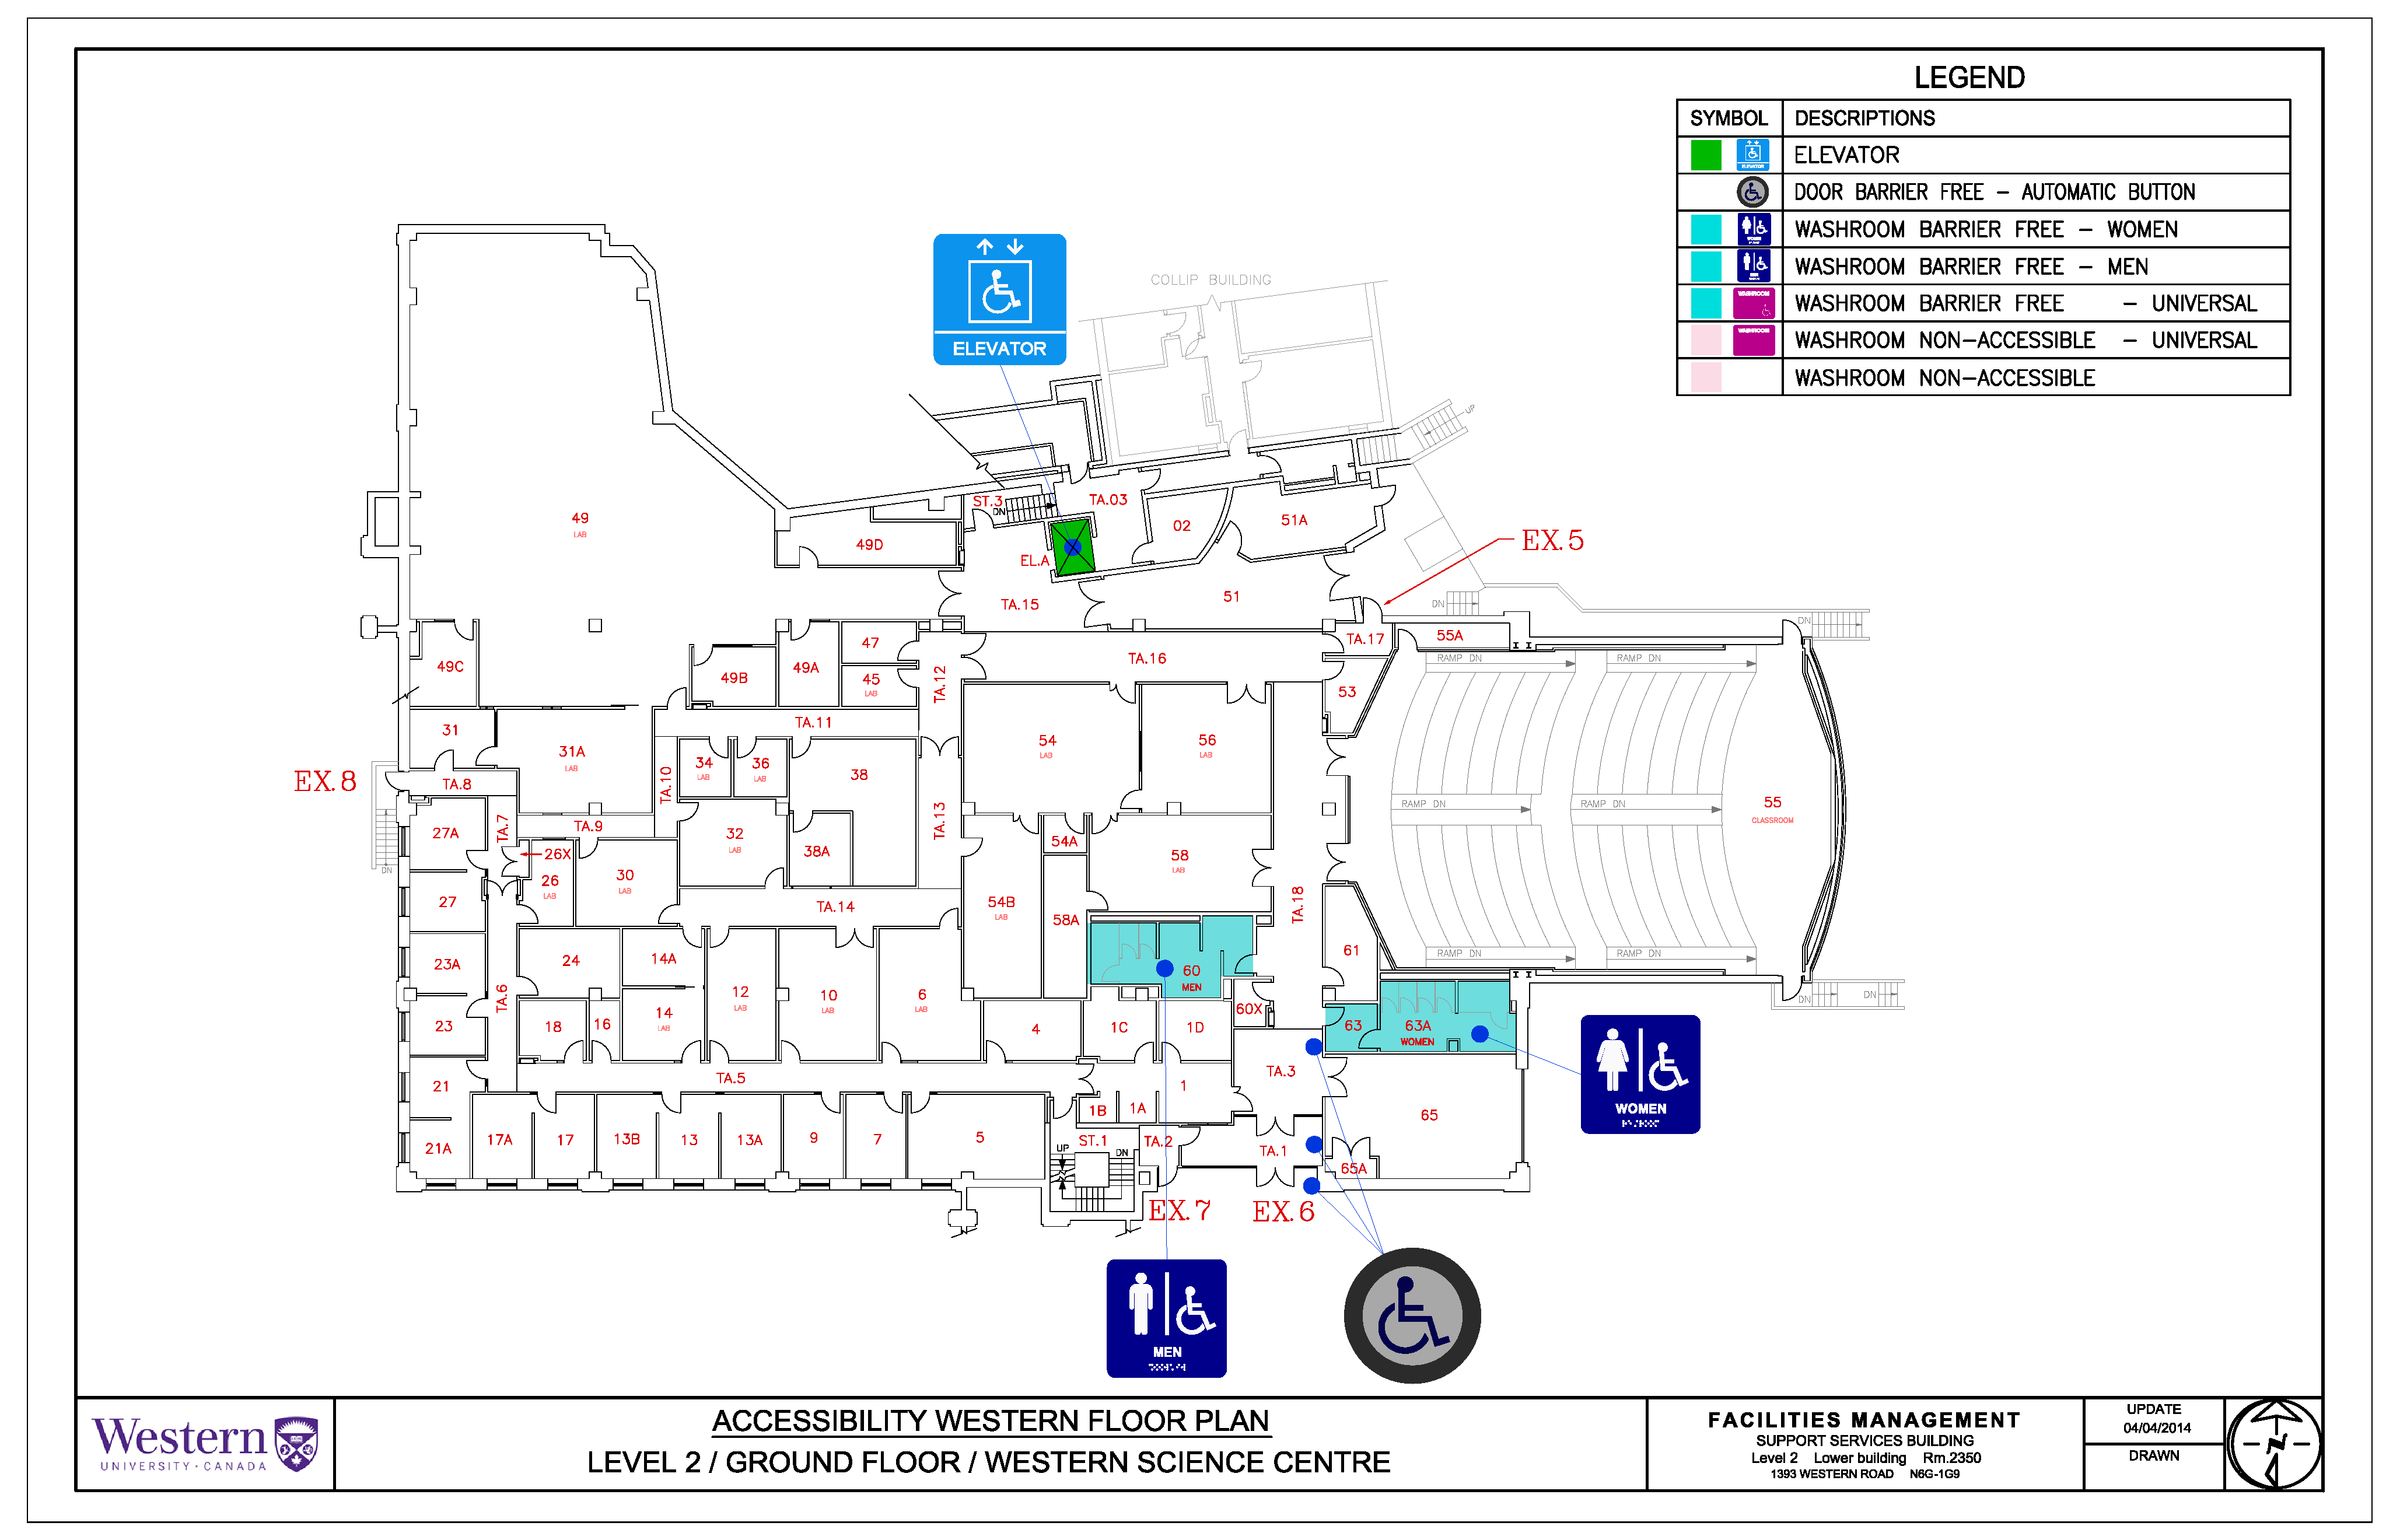 LEGEND
SYMBOL DESCRIPTIONS
ELEVATOR ELEVATOR
DOOR BARRIER FREE - AUTOMATIC BUTTON
WOMEN WASHROOM BARRIER FREE - WOMEN
MEN WASHROOM BARRIER FREE - MEN
WASHROOM WASHROOM BARRIER FREE - UNIVERSAL
WASHROOM WASHROOM NON-ACCESSIBLE - UNIVERSAL
WASHROOM NON-ACCESSIBLE
ELEVATOR
COLLIP BUILDING
UP
ST.3
DN
TA.03
02
51A
49
LAB
49D
EL.A
EX.5
TA.15
51
DN
DN
47
TA.16
TA.17
55A
49C
49B
49A
45
LAB
TA.12
RAMP DN
RAMP DN
53
31
TA.11
31A
LAB
54
LAB
56
LAB
34
LAB
36
LAB
38
EX.8
TA.8
TA.10
TA.7
TA.9
27A
32
LAB
38A
TA.13
54A
58
LAB
RAMP DN
RAMP DN
55
CLASSROOM
26X
DN
26
LAB
30
LAB
27
TA.14
54B
LAB
58A
TA.18
23A
24
14A
60
MEN
61
RAMP DN
RAMP DN
TA.6
12
LAB
10
LAB
6
LAB
DN
DN
23
18
16
14
LAB
4
1C
1D
60X
63
63A
WOMEN
21
TA.5
1
TA.3
1B
1A
65
WOMEN
21A
17A
17
13B
13
13A
9
7
5
ST.1
UP
DN
TA.2
TA.1
65A
EX.7
EX.6
MEN
Western
UNIVERSITY · CANADA
ACCESSIBILITY WESTERN FLOOR PLAN
LEVEL 2 / GROUND FLOOR / WESTERN SCIENCE CENTRE
FACILITIES MANAGEMENT
SUPPORT SERVICES BUILDING
Level 2 Lower building Rm.2350
1393 WESTERN ROAD N6G-1G9
UPDATE
04/04/2014
DRAWN
N